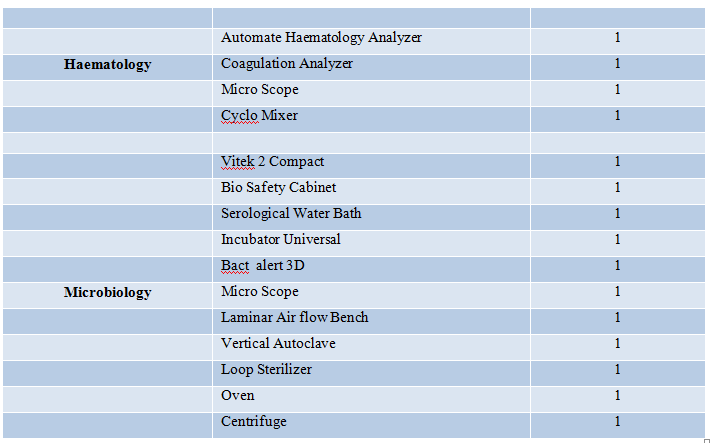 Automate Haematology Analyzer 1
Haematology Coagulation Analyzer 1
Micro Scope 1
Cyclo Mixer 1
Vitek 2 Compact 1
Bio Safety Cabinet 1
Serological Water Bath 1
Incubator Universal 1
Bact alert 3D 1
Microbiology Micro Scope 1
Laminar Air flow Bench 1
Vertical Autoclave 1
Loop Sterilizer 1
Oven 1
Centrifuge 1